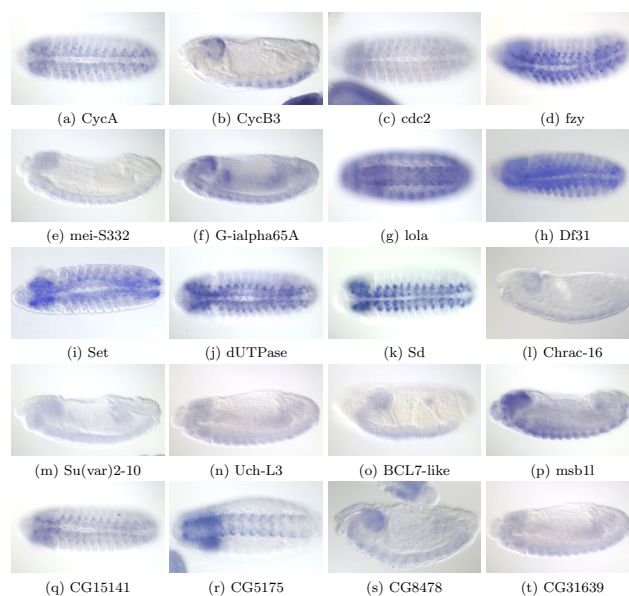 (a) CycA (b) CycB3 (c) cdc2 (d) fzy
(e) mei-S332 (f) G-ialpha65A (g) lola (h) Df31
(i) Set (j) dUTPase (k) Sd (l) Chrac-16
(m) Su(var)2-10 (n) Uch-L3 (o) BCL7-like (p) msb1l
(q) CG15141 (r) CG5175 (s) CG8478 (t) CG31639